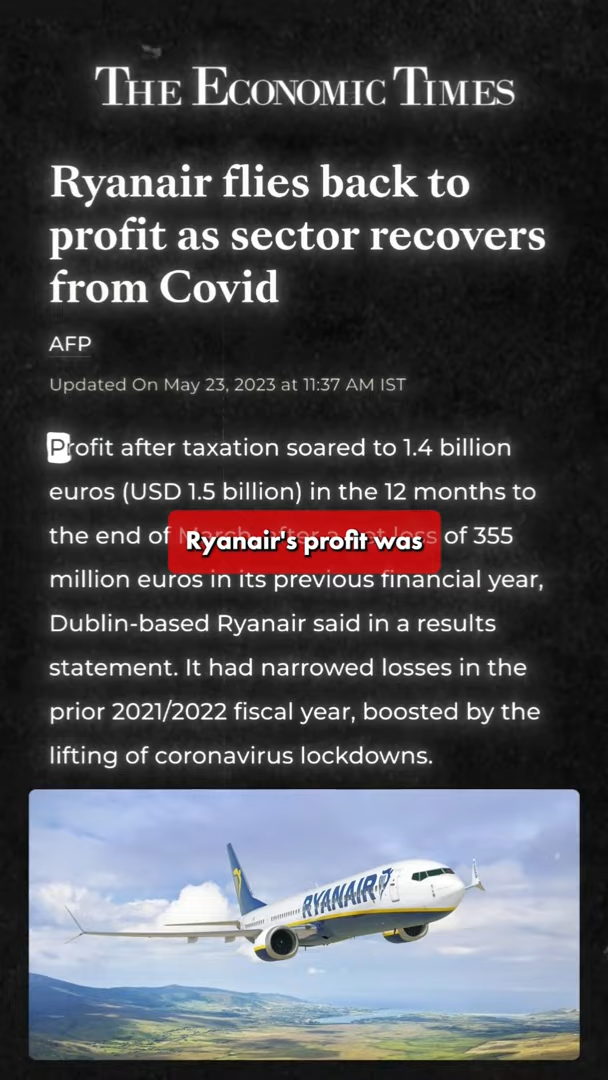 THE ECONOMIC TIMES
Ryanair flies back to
profit as sector recovers
from Covid
AFP
Updated On May 23, 2023 at 11:37 AM IST
Profit after taxation soared to 1.4 billion
euros (USD 1.5 billion) in the 12 months to
the end of March, after a net loss of 355
Ryanair's profit was
million euros in its previous financial year,
Dublin-based Ryanair said in a results
statement. It had narrowed losses in the
prior 2021/2022 fiscal year, boosted by the
lifting of coronavirus lockdowns.
RYANAIR